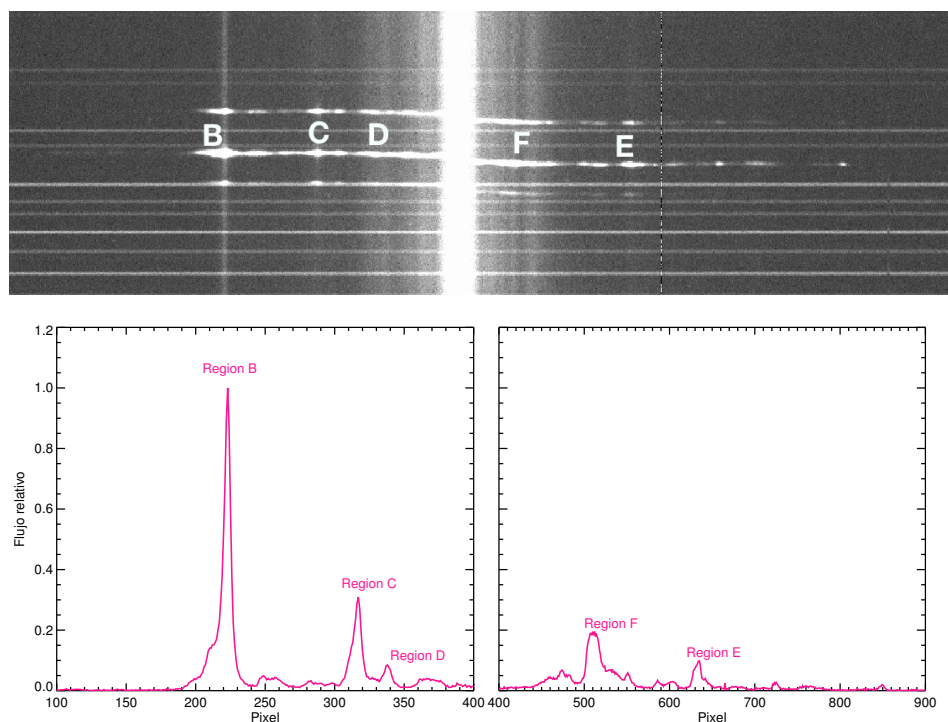 B C D F E
1.2
1.0
0.8
0.6
0.4
0.2
0.0
Flujo relativo
Region B
Region C
Region D
100 150 200 250 300 350 400
Pixel
Region F
Region E
400 500 600 700 800 900
Pixel